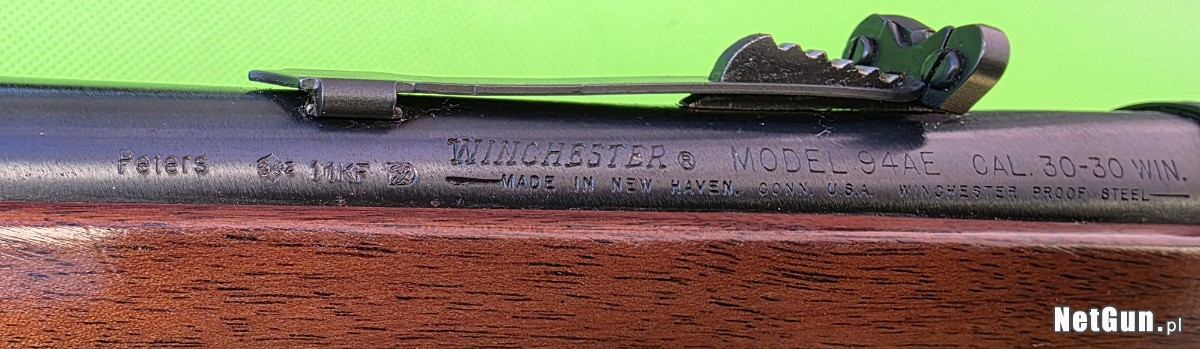 Peters 11KF WINCHESTER® MODEL 94AE CAL. 30-30 WIN.
MADE IN NEW HAVEN, CONN. U.S.A. WINCHESTER PROOF STEEL
NetGun.pl